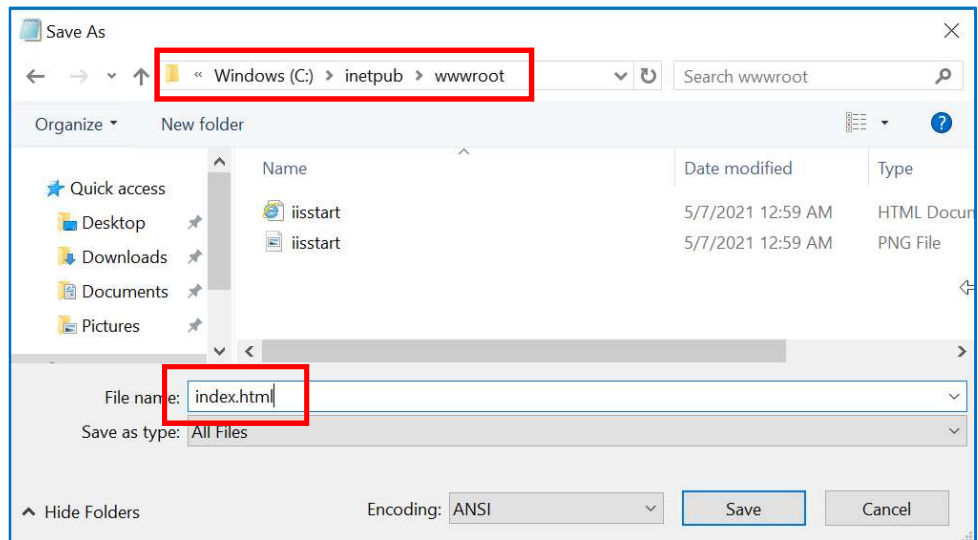 Save As
« Windows (C:) > inetpub > wwwroot
Search wwwroot
Organize
New folder
Name
Date modified
Type
Quick access
Desktop
Downloads
Documents
Pictures
iisstart
5/7/2021 12:59 AM
HTML Docun
iisstart
5/7/2021 12:59 AM
PNG File
File name:
index.html
Save as type:
All Files
Hide Folders
Encoding:
ANSI
Save
Cancel